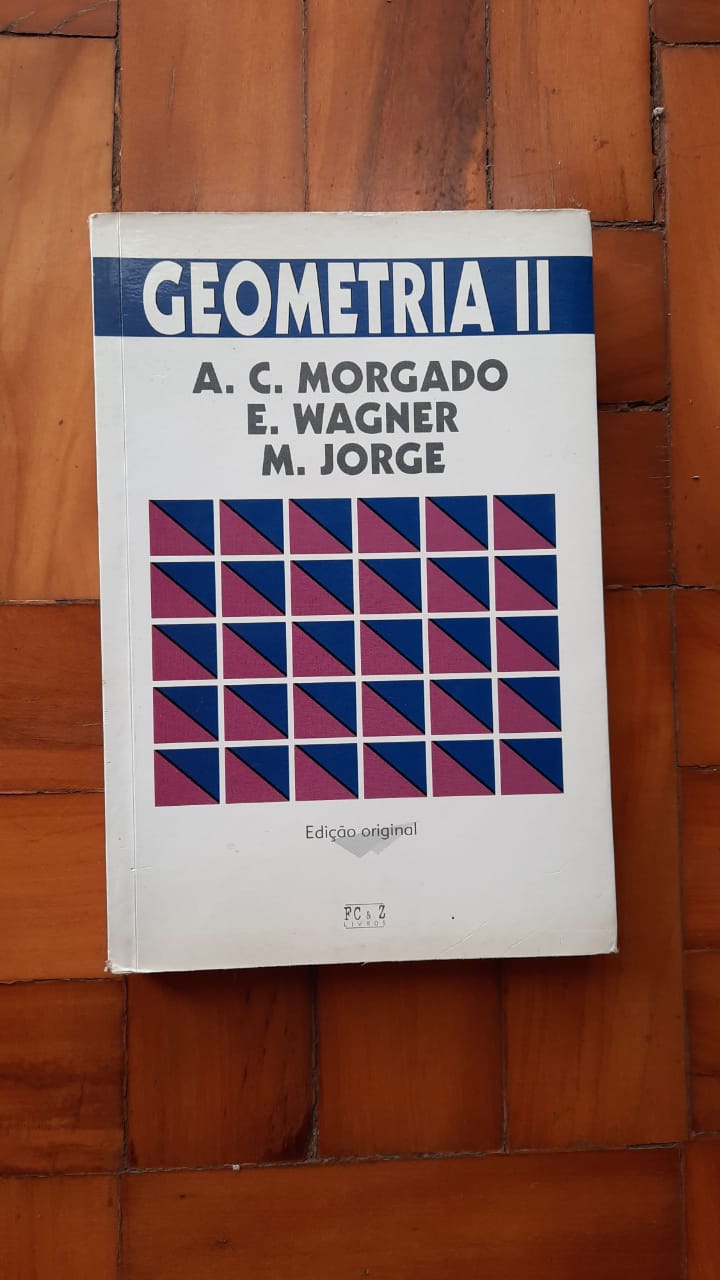 GEOMETRIA II
A. C. MORGADO
E. WAGNER
M. JORGE
Edição original
FC & Z
LIVROS